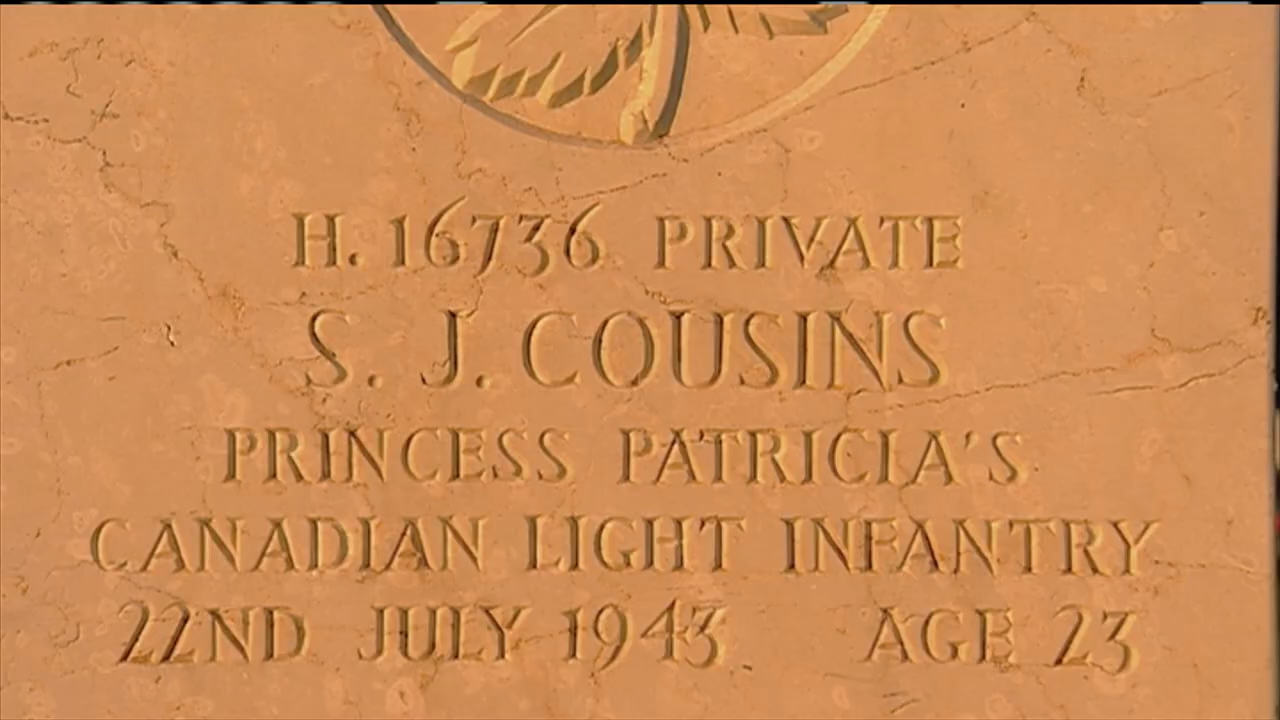 H. 16736 PRIVATE
S. J. COUSINS
PRINCESS PATRICIA'S
CANADIAN LIGHT INFANTRY
22ND JULY 1943 AGE 23